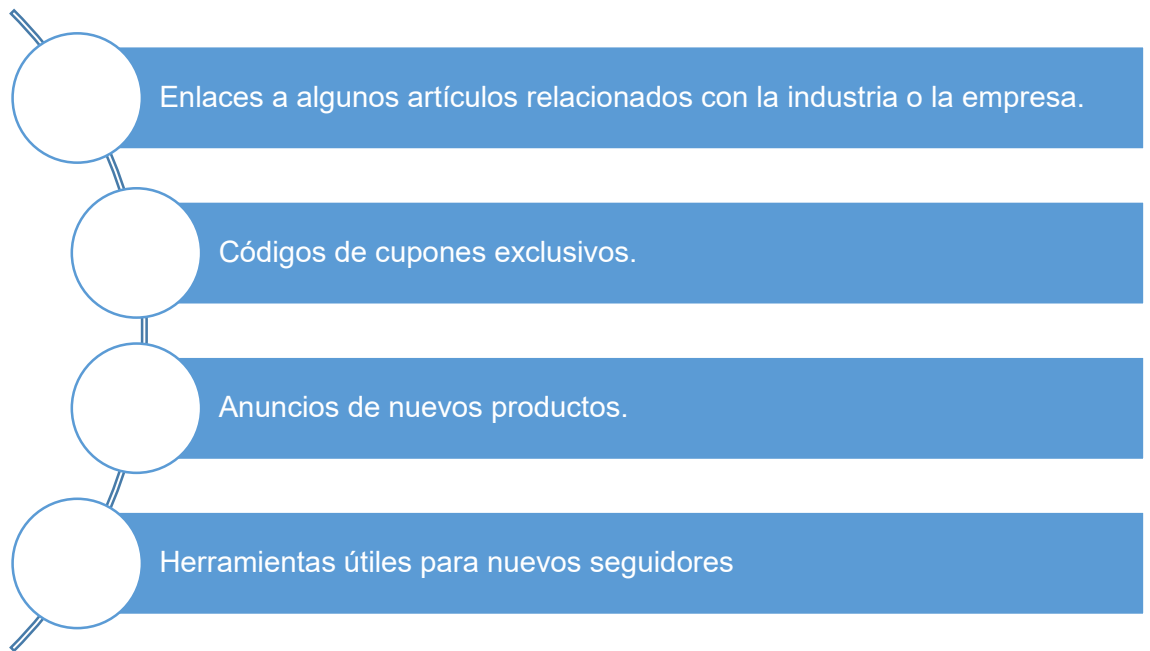 Enlaces a algunos artículos relacionados con la industria o la empresa.
Códigos de cupones exclusivos.
Anuncios de nuevos productos.
Herramientas útiles para nuevos seguidores